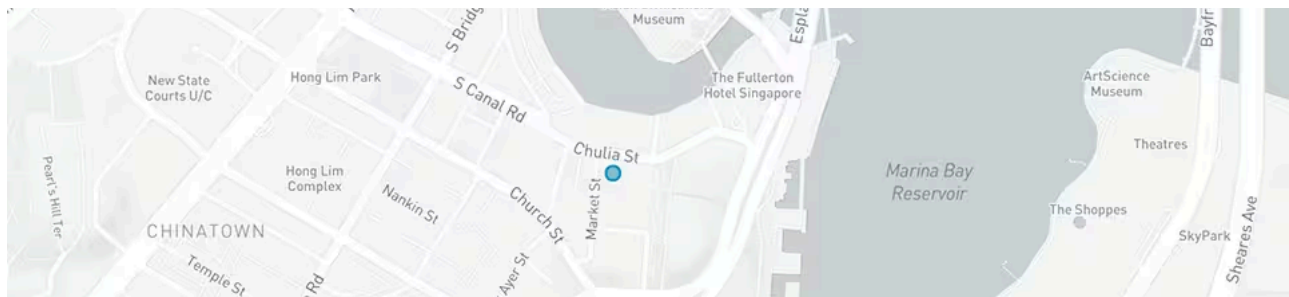 Museum
S Bridg
Espla
Bayfr
New State
Courts U/C
Hong Lim Park
The Fullerton
Hotel Singapore
ArtScience
Museum
S Canal Rd
Chulia St
Theatres
Pearl's Hill Ter
Hong Lim
Complex
Nankin St
Church St
Market St
Marina Bay
Reservoir
The Shoppes
CHINATOWN
SkyPark
Sheares Ave
Temple St
Rd
Ayer St